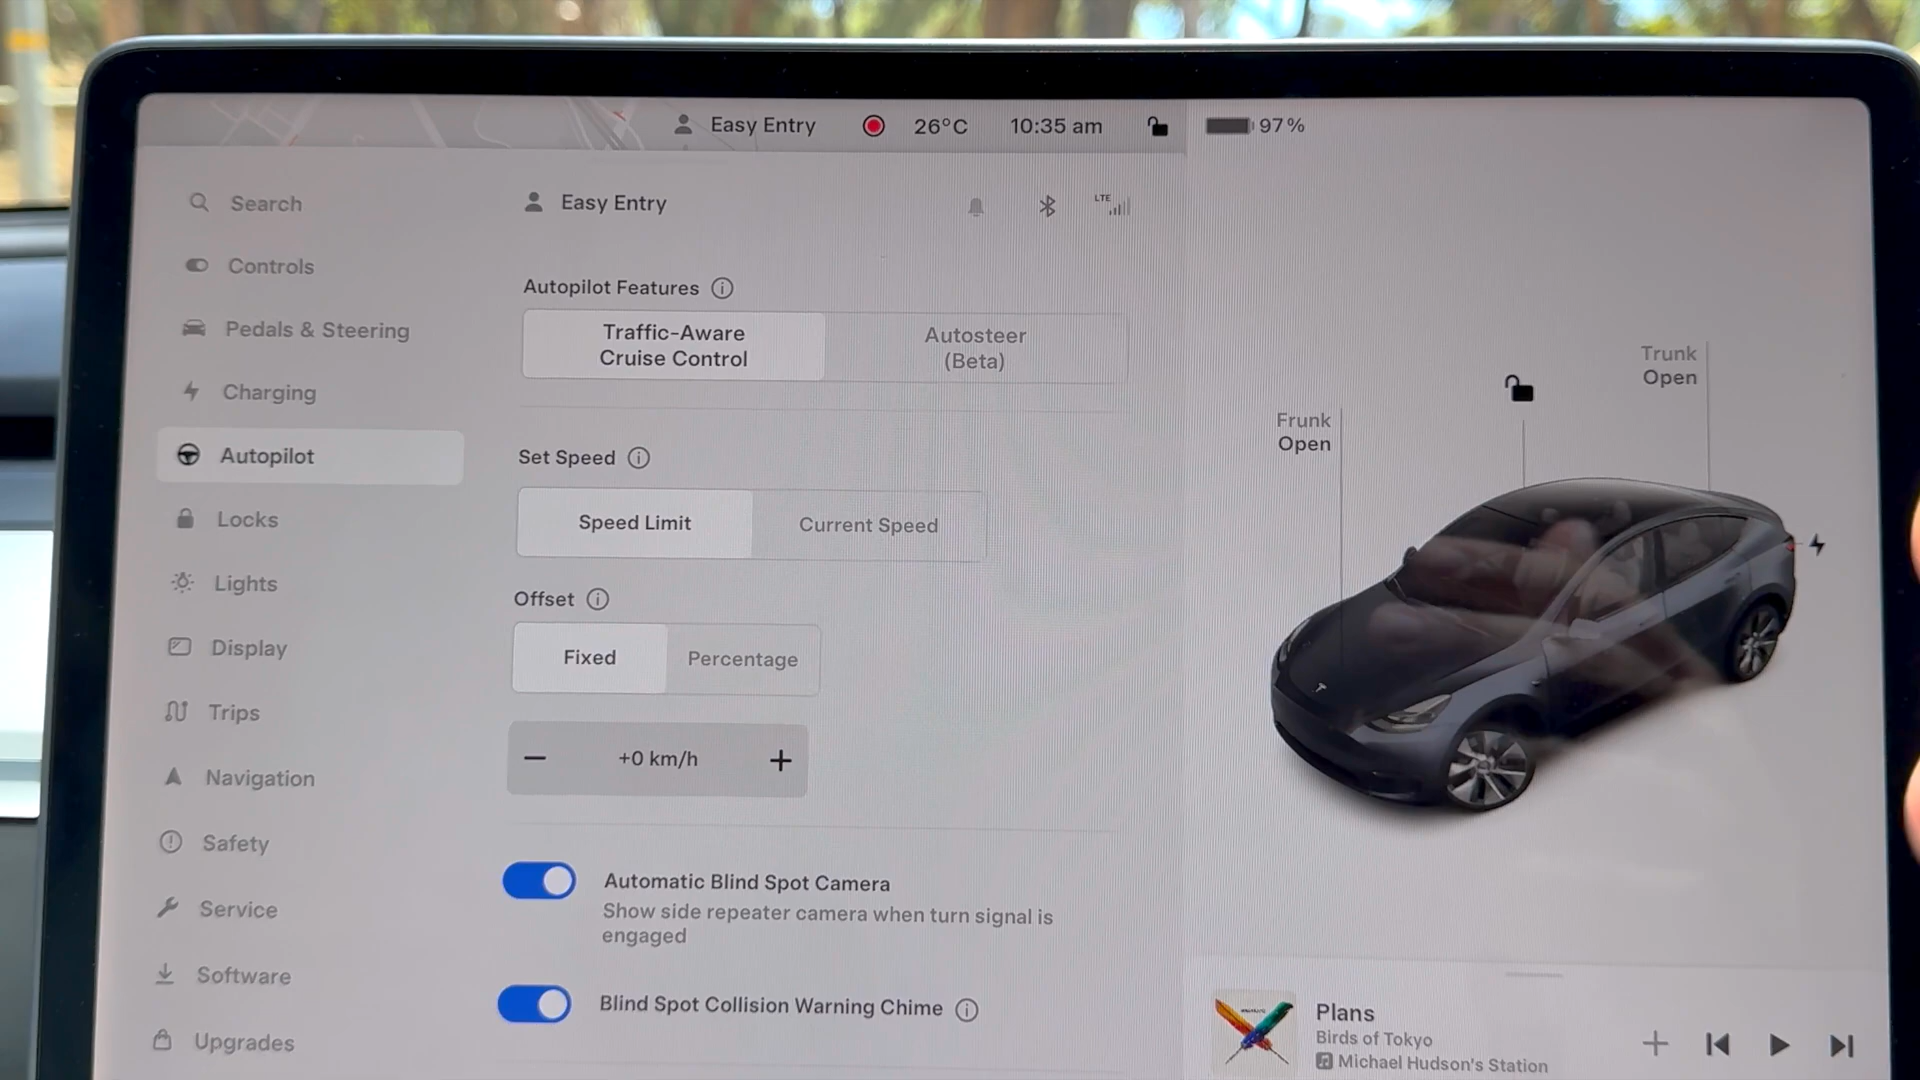 Easy Entry
26°C
10:35 am
97%
Search
Controls
Pedals & Steering
Charging
Autopilot
Locks
Lights
Display
Trips
Navigation
Safety
Service
Software
Upgrades
Easy Entry
LTE
Autopilot Features
Traffic-Aware
Cruise Control
Autosteer
(Beta)
Set Speed
Speed Limit
Current Speed
Offset
Fixed
Percentage
+0 km/h
Automatic Blind Spot Camera
Show side repeater camera when turn signal is
engaged
Blind Spot Collision Warning Chime
Trunk
Open
Frunk
Open
Plans
Birds of Tokyo
Michael Hudson's Station